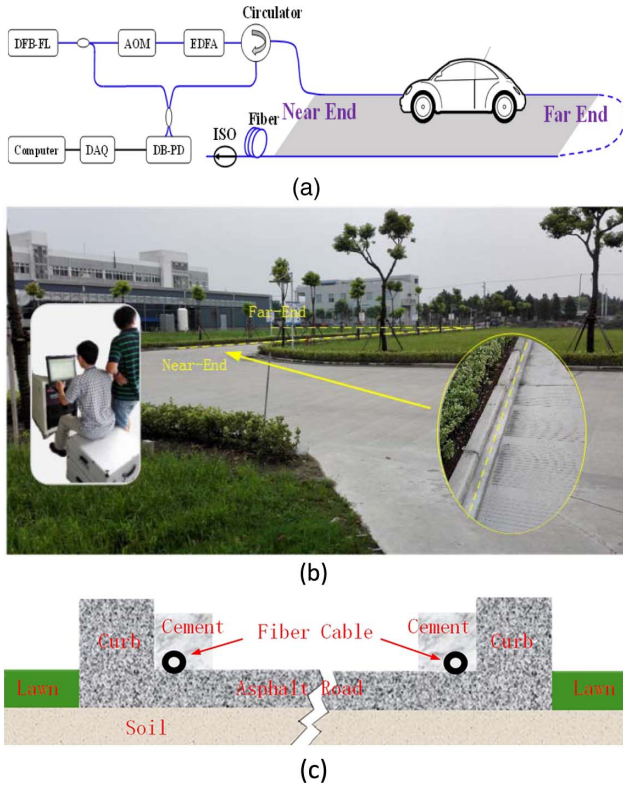 Circulator
DFB-FL
AOM
EDFA
Near End
Far End
Fiber
ISO
Computer
DAQ
DB-PD
(a)
Far-End
Near-End
(b)
Curb
Cement
Fiber Cable
Cement
Curb
Lawn
Asphalt Road
Lawn
Soil
(c)